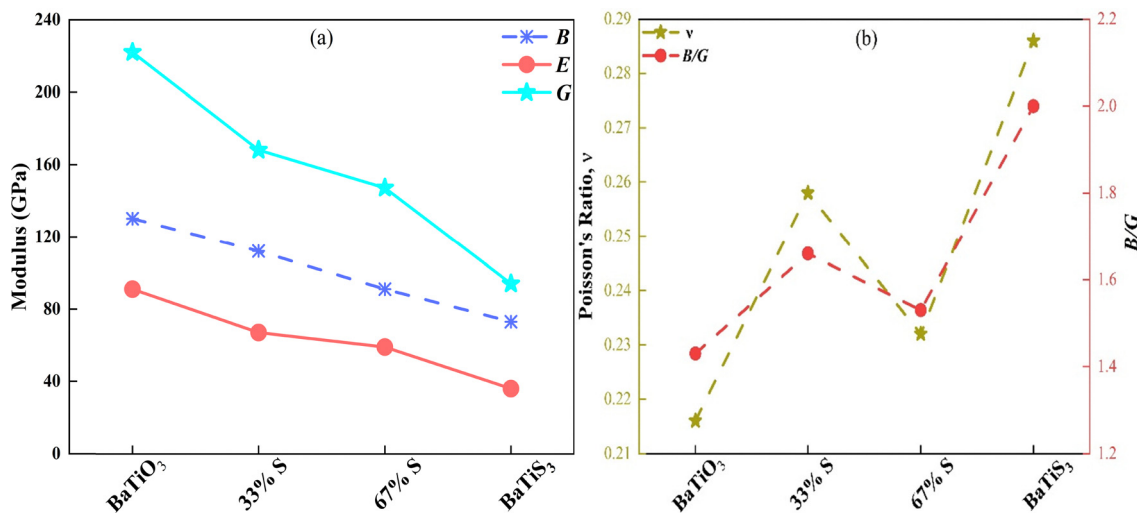 (a)
B
E
G
Modulus (GPa)
240
200
160
120
80
40
0
BaTiO₃
33% S
67% S
BaTiS₃
(b)
ν
B/G
Poisson's Ratio, ν
0.29
0.28
0.27
0.26
0.25
0.24
0.23
0.22
0.21
2.2
2.0
1.8
1.6
1.4
1.2
B/G
BaTiO₃
33% S
67% S
BaTiS₃